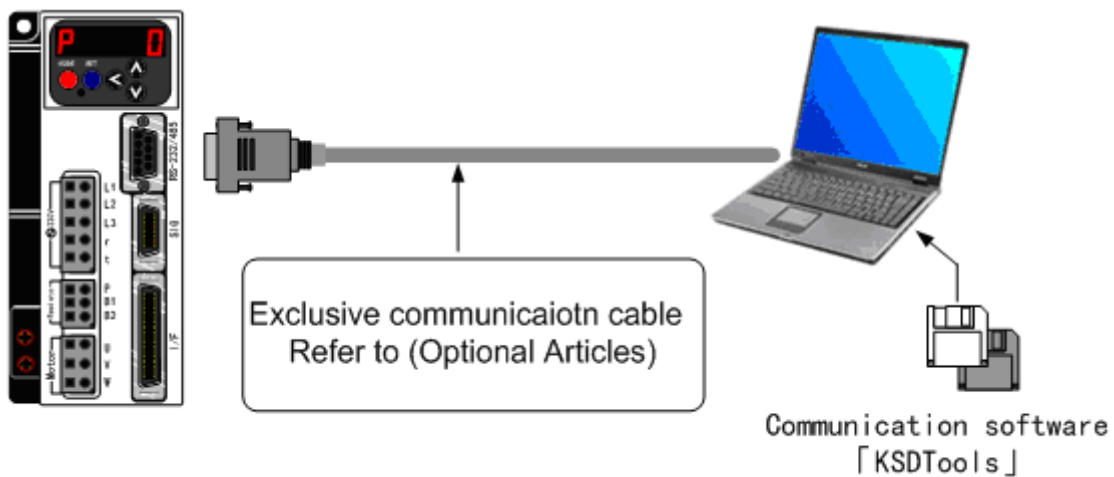 P 0
MODE SET
RS-232/485
L1
L2
L3
r
t
SIG
P
B1
B2
I/F
Motor
U
V
W
Exclusive communicaiotn cable
Refer to (Optional Articles)
Communication software
「KSDTools」